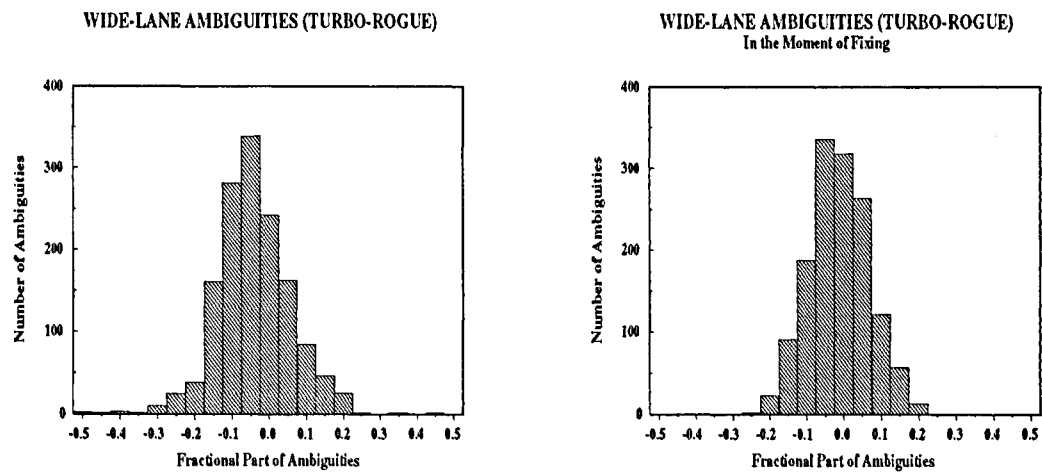 WIDE-LANE AMBIGUITIES (TURBO-ROGUE)
400
300
200
100
0
Number of Ambiguities
-0.5 -0.4 -0.3 -0.2 -0.1 0.0 0.1 0.2 0.3 0.4 0.5
Fractional Part of Ambiguities
WIDE-LANE AMBIGUITIES (TURBO-ROGUE)
In the Moment of Fixing
400
300
200
100
0
Number of Ambiguities
-0.5 -0.4 -0.3 -0.2 -0.1 0.0 0.1 0.2 0.3 0.4 0.5
Fractional Part of Ambiguities